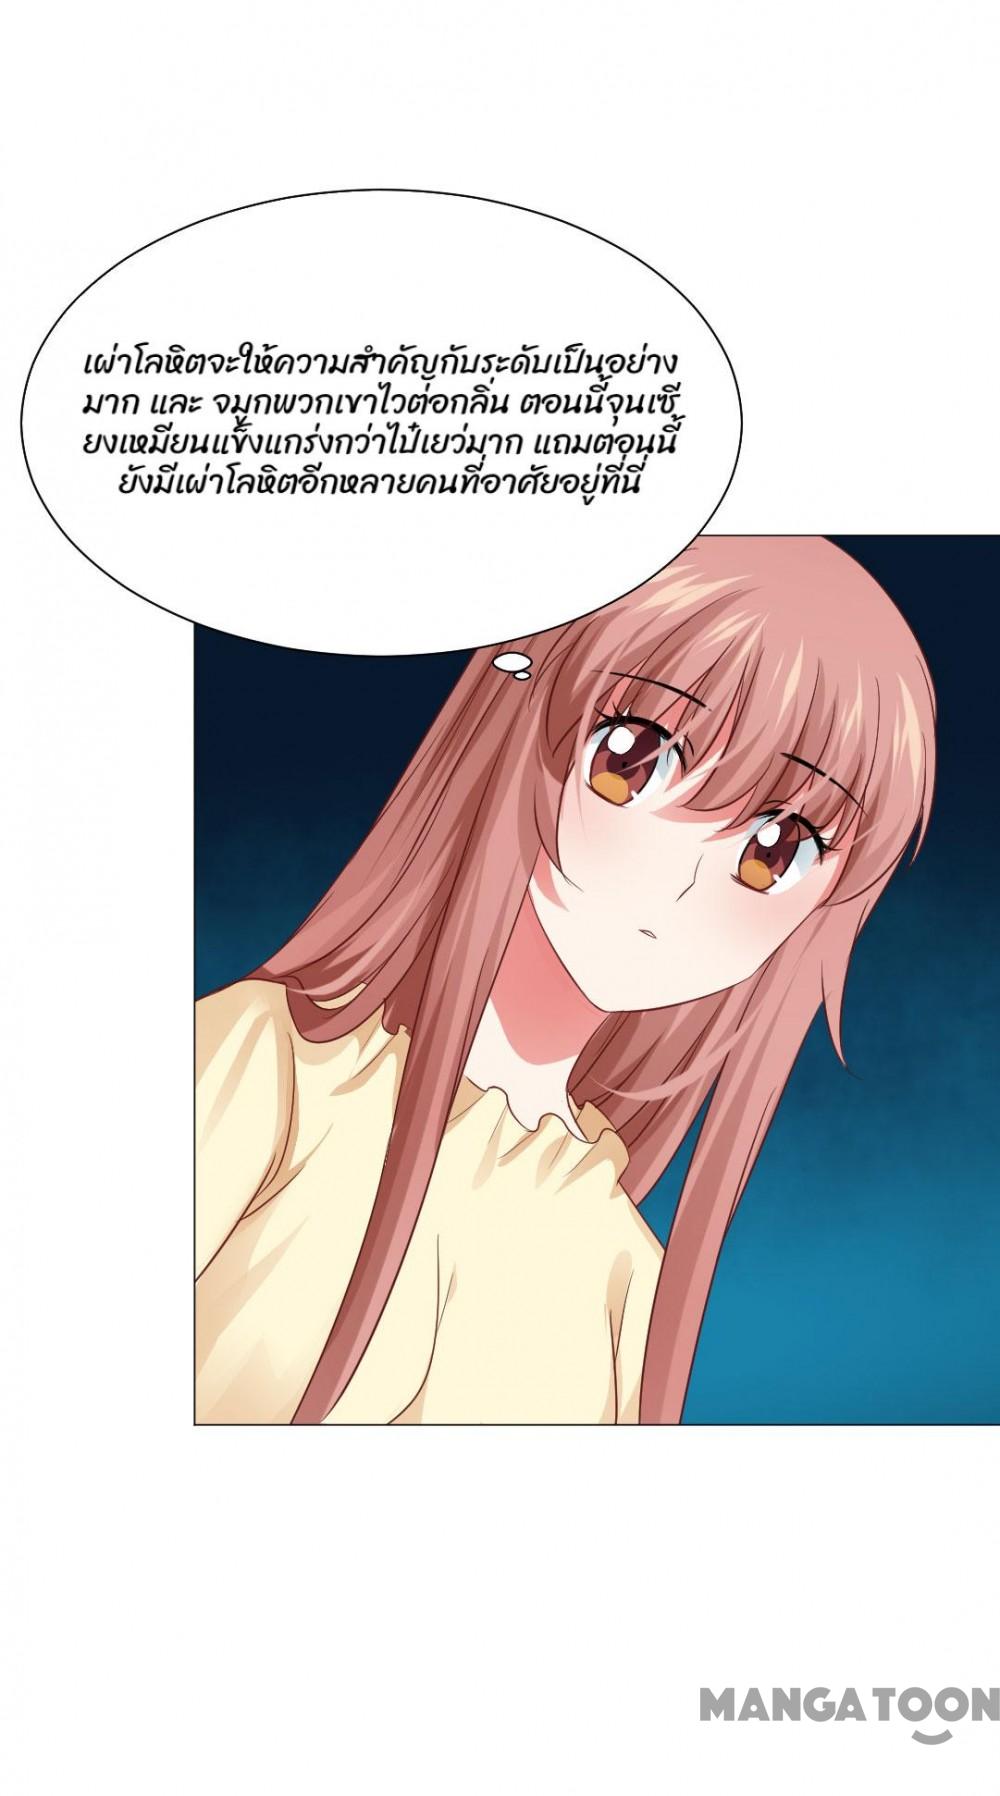 เผ่าโลหิตจะให้ความสำคัญกับระดับเป็นอย่าง
มาก และ จมูกพวกเขาไวต่อกลิ่น ตอนนี้จุนเซี
ยงเหมียนแข็งแกร่งกว่าไป๋เยว่มาก แถมตอนนี้
ยังมีเผ่าโลหิตอีกหลายคนที่อาศัยอยู่ที่นี่
MANGATOON